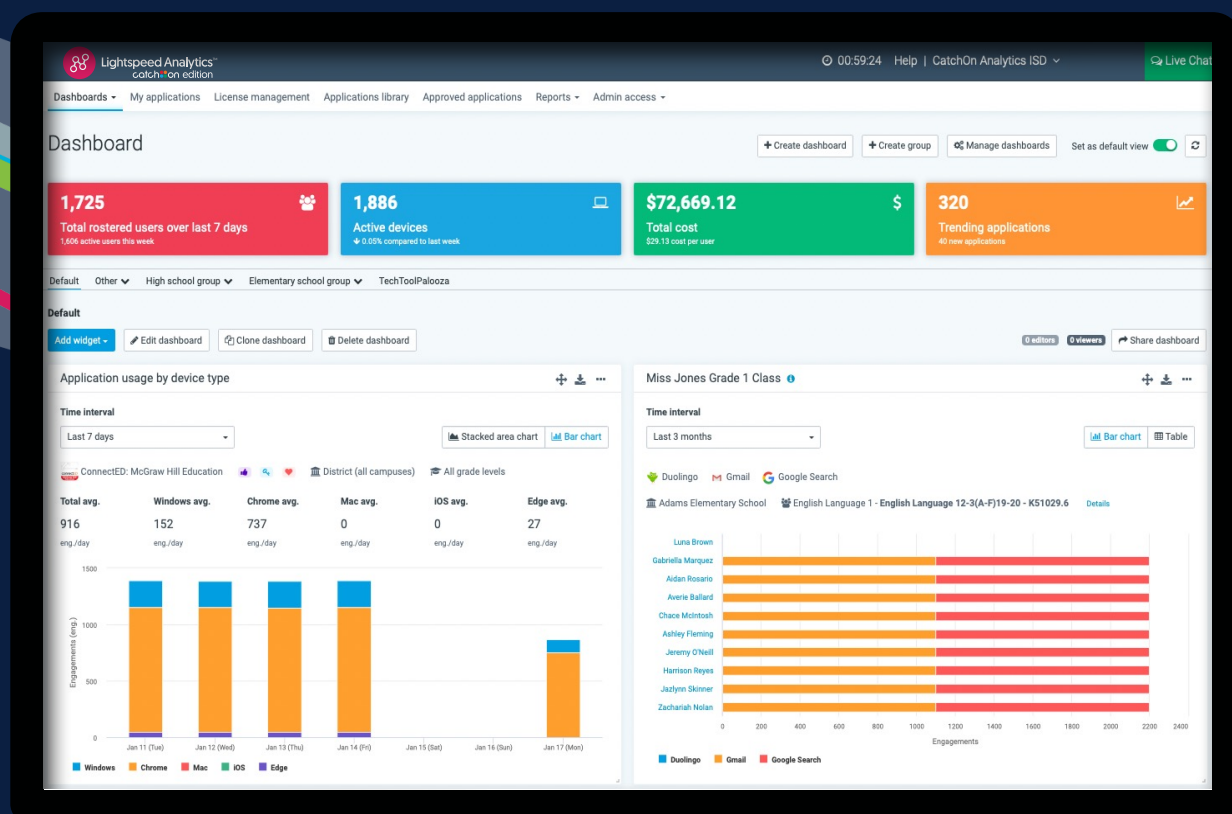 Lightspeed Analytics™
catch on edition
00:59:24 Help | CatchOn Analytics ISD
Live Chat
Dashboards My applications License management Applications library Approved applications Reports Admin access
Dashboard
+ Create dashboard + Create group Manage dashboards Set as default view
1,725
Total rostered users over last 7 days
1,606 active users this week
1,886
Active devices
0.05% compared to last week
$72,669.12 $
Total cost
$29.13 cost per user
320
Trending applications
40 new applications
Default Other High school group Elementary school group TechToolPalooza
Default
Add widget Edit dashboard Clone dashboard Delete dashboard
0 editors 0 viewers Share dashboard
Application usage by device type
Time interval
Last 7 days
Stacked area chart Bar chart
ConnectED: McGraw Hill Education District (all campuses) All grade levels
Total avg. Windows avg. Chrome avg. Mac avg. iOS avg. Edge avg.
916 152 737 0 0 27
eng./day eng./day eng./day eng./day eng./day eng./day
1500
1000
500
0
Engagements (eng.)
Jan 11 (Tue) Jan 12 (Wed) Jan 13 (Thu) Jan 14 (Fri) Jan 15 (Sat) Jan 16 (Sun) Jan 17 (Mon)
Windows Chrome Mac iOS Edge
Miss Jones Grade 1 Class
Time interval
Last 3 months
Bar chart Table
Duolingo Gmail Google Search
Adams Elementary School English Language 1 - English Language 12-3(A-F)19-20 - K51029.6 Details
Luna Brown
Gabriella Marquez
Aidan Rosario
Averie Ballard
Chace McIntosh
Ashley Fleming
Jeremy O'Neill
Harrison Reyes
Jazlynn Skinner
Zachariah Nolan
0 200 400 600 800 1000 1200 1400 1600 1800 2000 2200 2400
Engagements
Duolingo Gmail Google Search